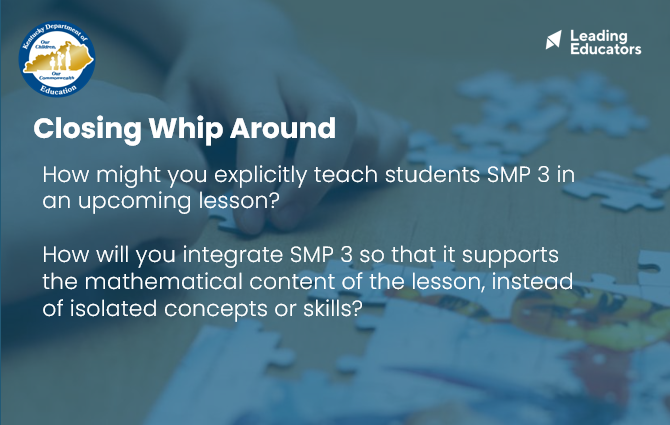 Kentucky Department of
Our
Children,
Our
Commonwealth
Education
Leading
Educators
Closing Whip Around
How might you explicitly teach students SMP 3 in
an upcoming lesson?
How will you integrate SMP 3 so that it supports
the mathematical content of the lesson, instead
of isolated concepts or skills?